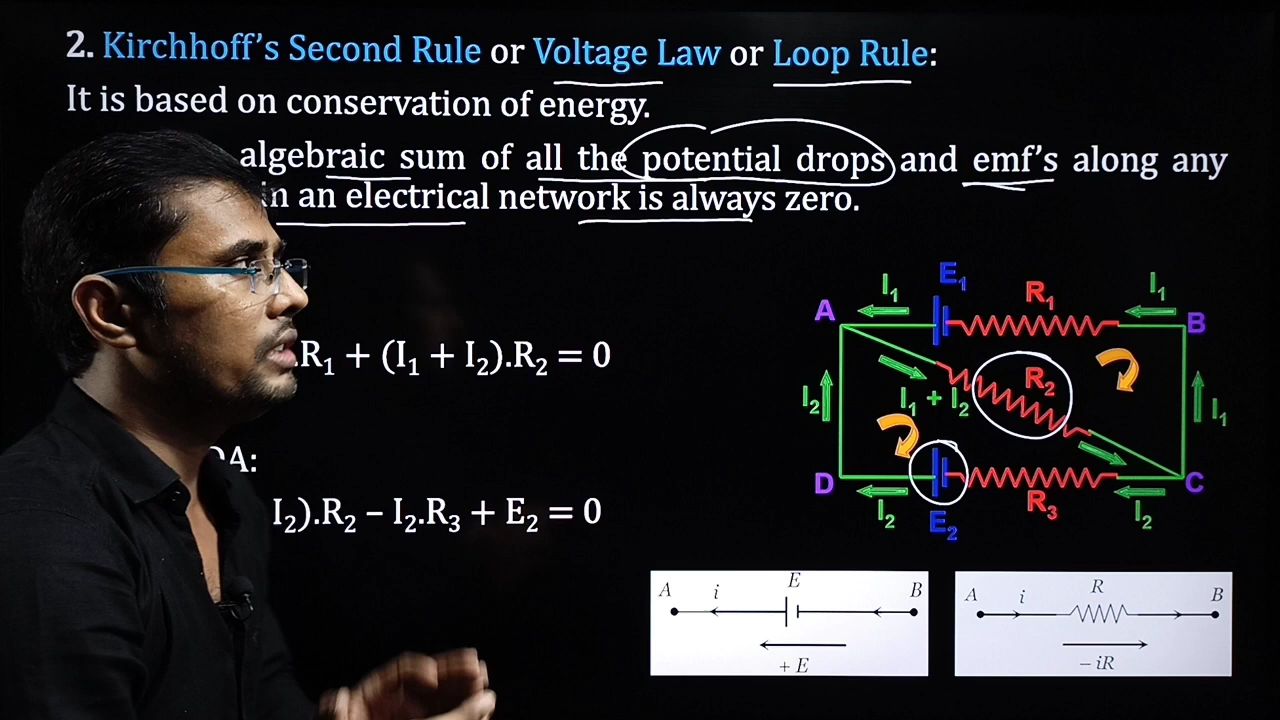 2. Kirchhoff's Second Rule or Voltage Law or Loop Rule:
It is based on conservation of energy.
algebraic sum of all the potential drops and emf's along any
in an electrical network is always zero.
.R₁ + (I₁ + I₂).R₂ = 0
DA:
I₂).R₂ – I₂.R₃ + E₂ = 0
I₁ E₁ R₁ I₁
A B
R₂
I₂ I₁ + I₂ I₁
D C
I₂ E₂ R₃ I₂
A i E B
+ E
A i R B
– iR